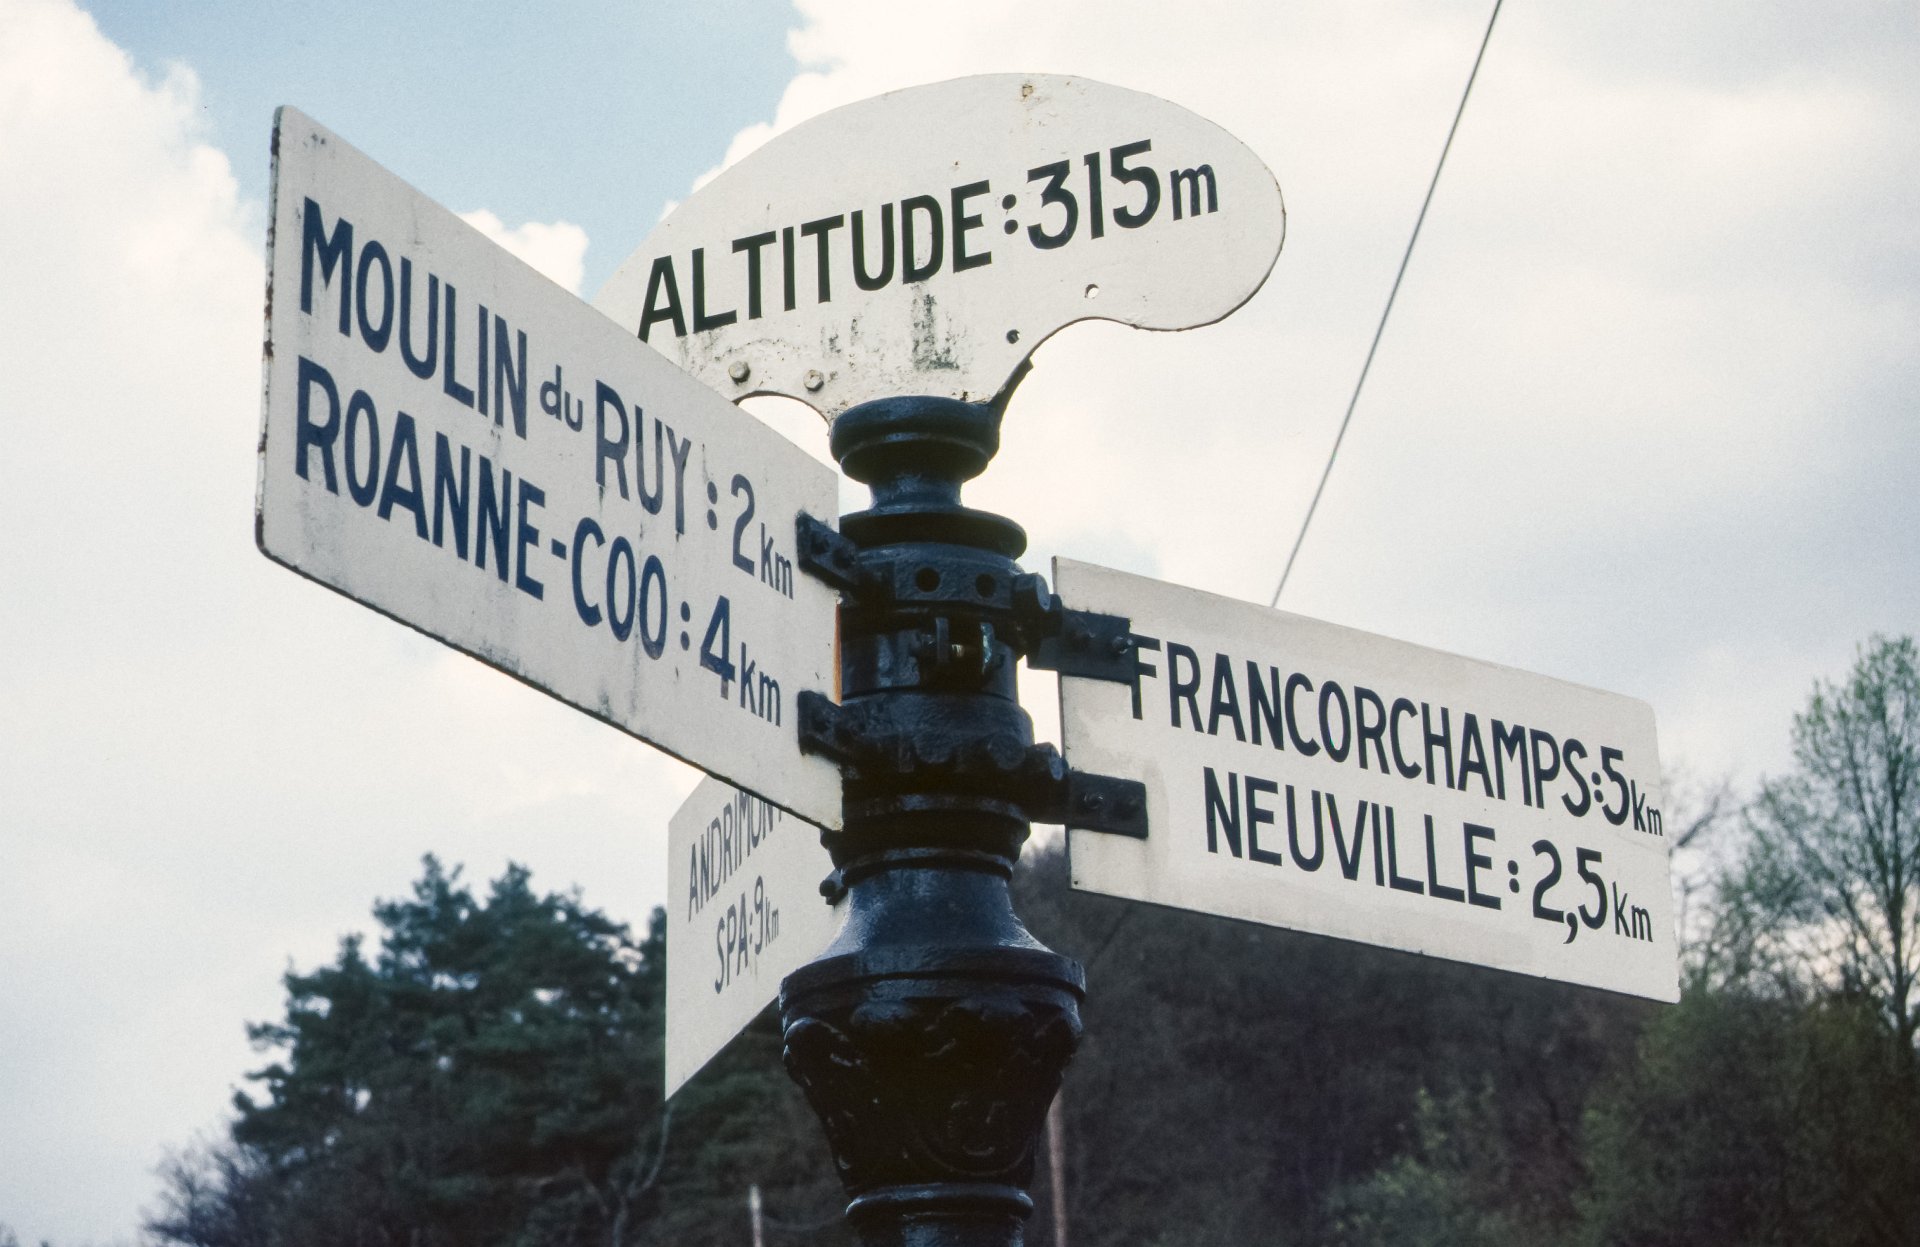 ALTITUDE: 315m
MOULIN du RUY: 2km
ROANNE-COO: 4km
FRANCORCHAMPS: 5km
NEUVILLE: 2,5km
SPA: 9km